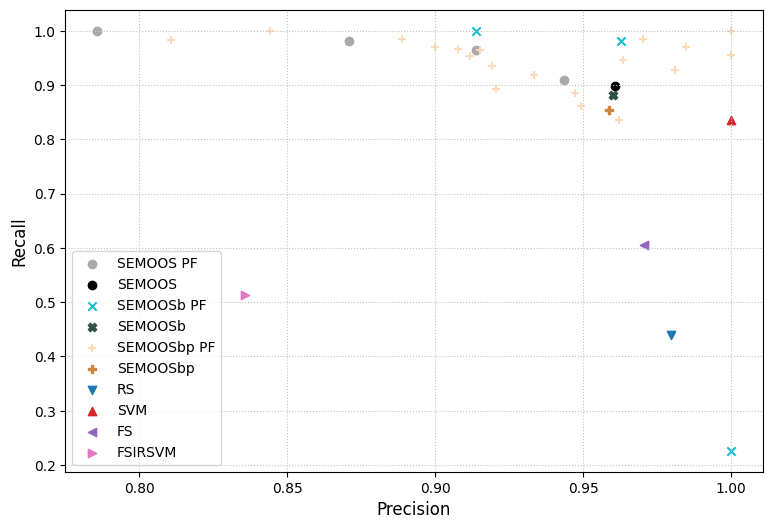 1.0
0.9
0.8
0.7
0.6
0.5
0.4
0.3
0.2
Recall
SEMOOS PF
SEMOOS
SEMOOSb PF
SEMOOSb
SEMOOSbp PF
SEMOOSbp
RS
SVM
FS
FSIRSVM
0.80 0.85 0.90 0.95 1.00
Precision